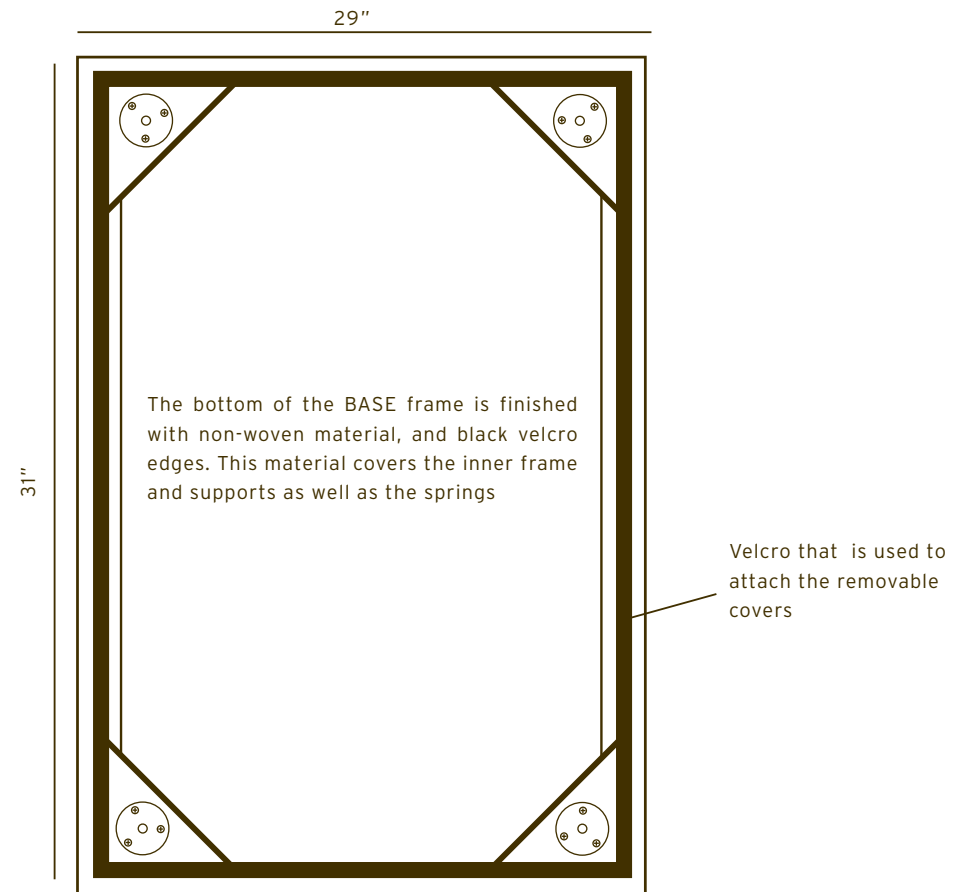 29”
The bottom of the BASE frame is finished
with non-woven material, and black velcro
edges. This material covers the inner frame
and supports as well as the springs
31”
Velcro that  is used to
attach the removable
covers